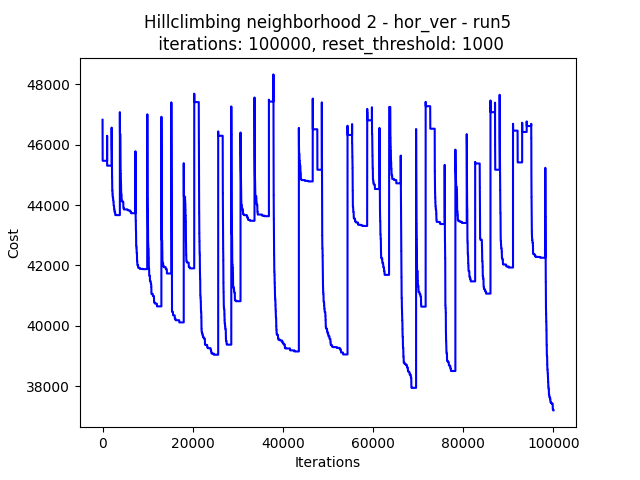 Hillclimbing neighborhood 2 - hor_ver - run5
iterations: 100000, reset_threshold: 1000
Cost
48000
46000
44000
42000
40000
38000
0 20000 40000 60000 80000 100000
Iterations